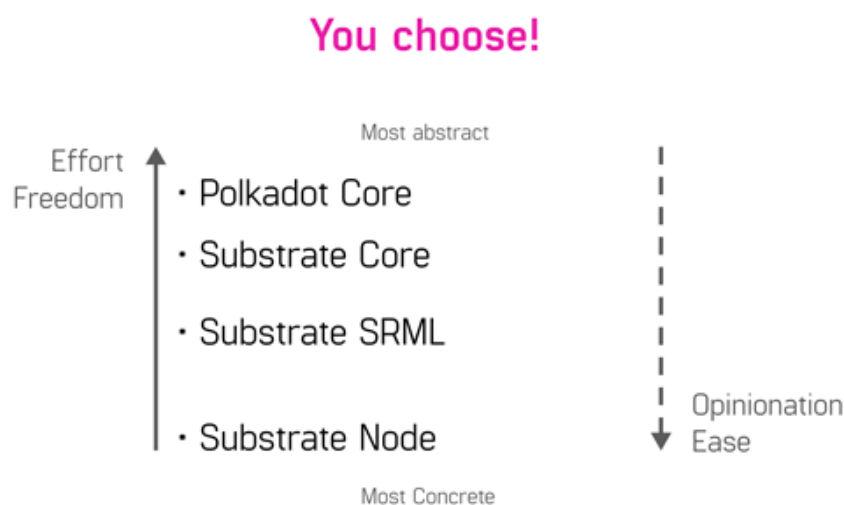 You choose!
Most abstract
Effort
Freedom
· Polkadot Core
· Substrate Core
· Substrate SRML
· Substrate Node
Opinionation
Ease
Most Concrete